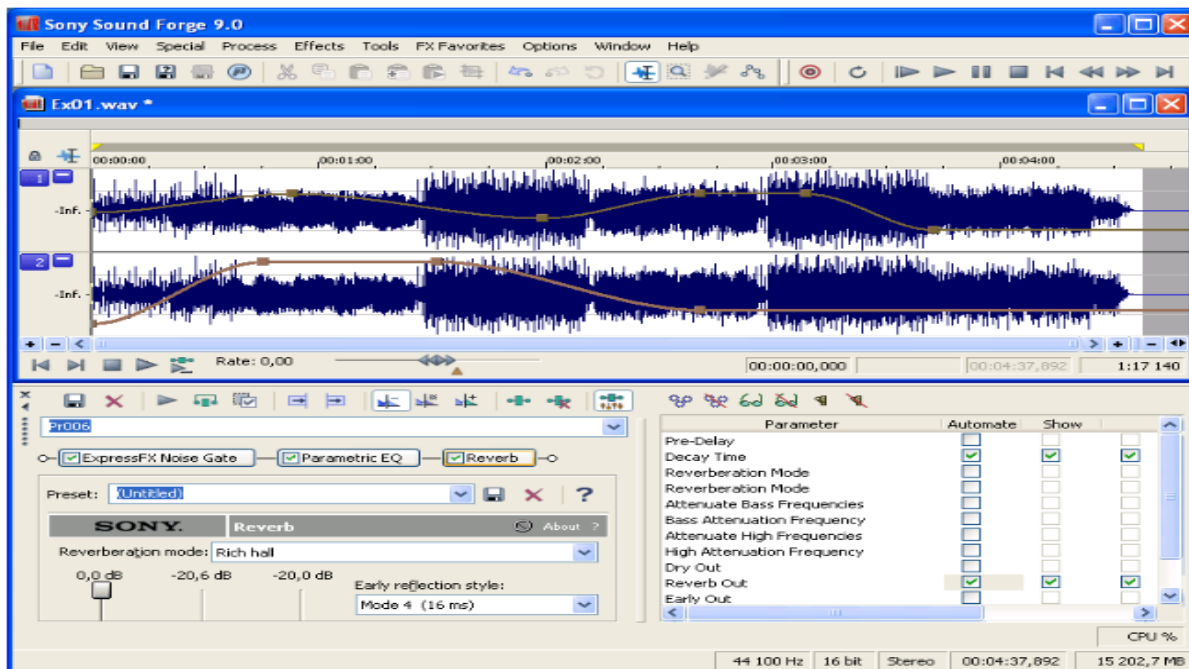 Sony Sound Forge 9.0
File Edit View Special Process Effects Tools FX Favorites Options Window Help
Ex01.wav *
00:00:00 00:01:00 00:02:00 00:03:00 00:04:00
1
-Inf.
2
-Inf.
Rate: 0,00 00:00:00,000 00:04:37,892 1:17 140
Pr006
ExpressFX Noise Gate Parametric EQ Reverb
Preset: (Untitled)
SONY. Reverb About ?
Reverberation mode: Rich hall
0,0 dB -20,6 dB -20,0 dB Early reflection style:
Mode 4 (16 ms)
Parameter Automate Show
Pre-Delay
Decay Time
Reverberation Mode
Reverberation Mode
Attenuate Bass Frequencies
Bass Attenuation Frequency
Attenuate High Frequencies
High Attenuation Frequency
Dry Out
Reverb Out
Early Out
CPU %
44 100 Hz 16 bit Stereo 00:04:37,892 15 202,7 MB